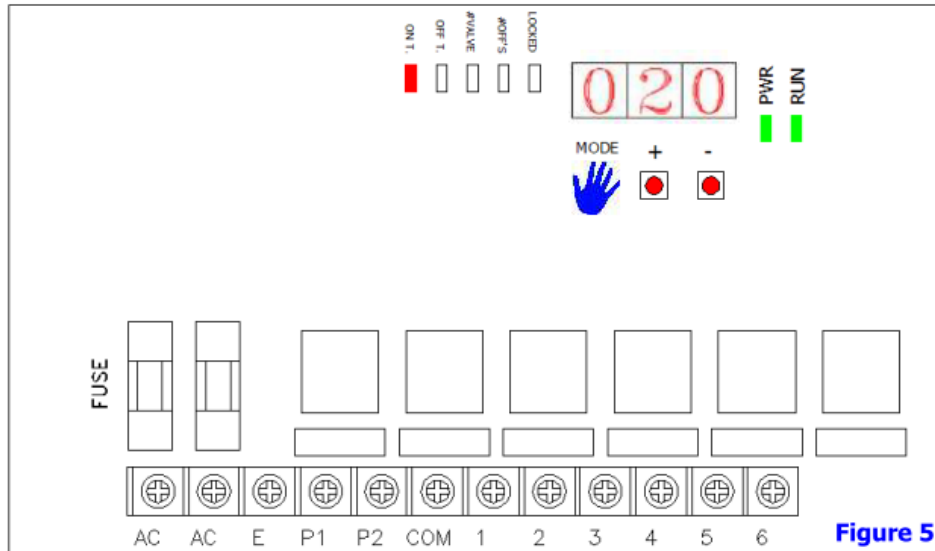 ON T.
OFF T.
#VALVE
#OFF'S
LOCKED
020
PWR
RUN
MODE + -
FUSE
AC AC E P1 P2 COM 1 2 3 4 5 6
Figure 5